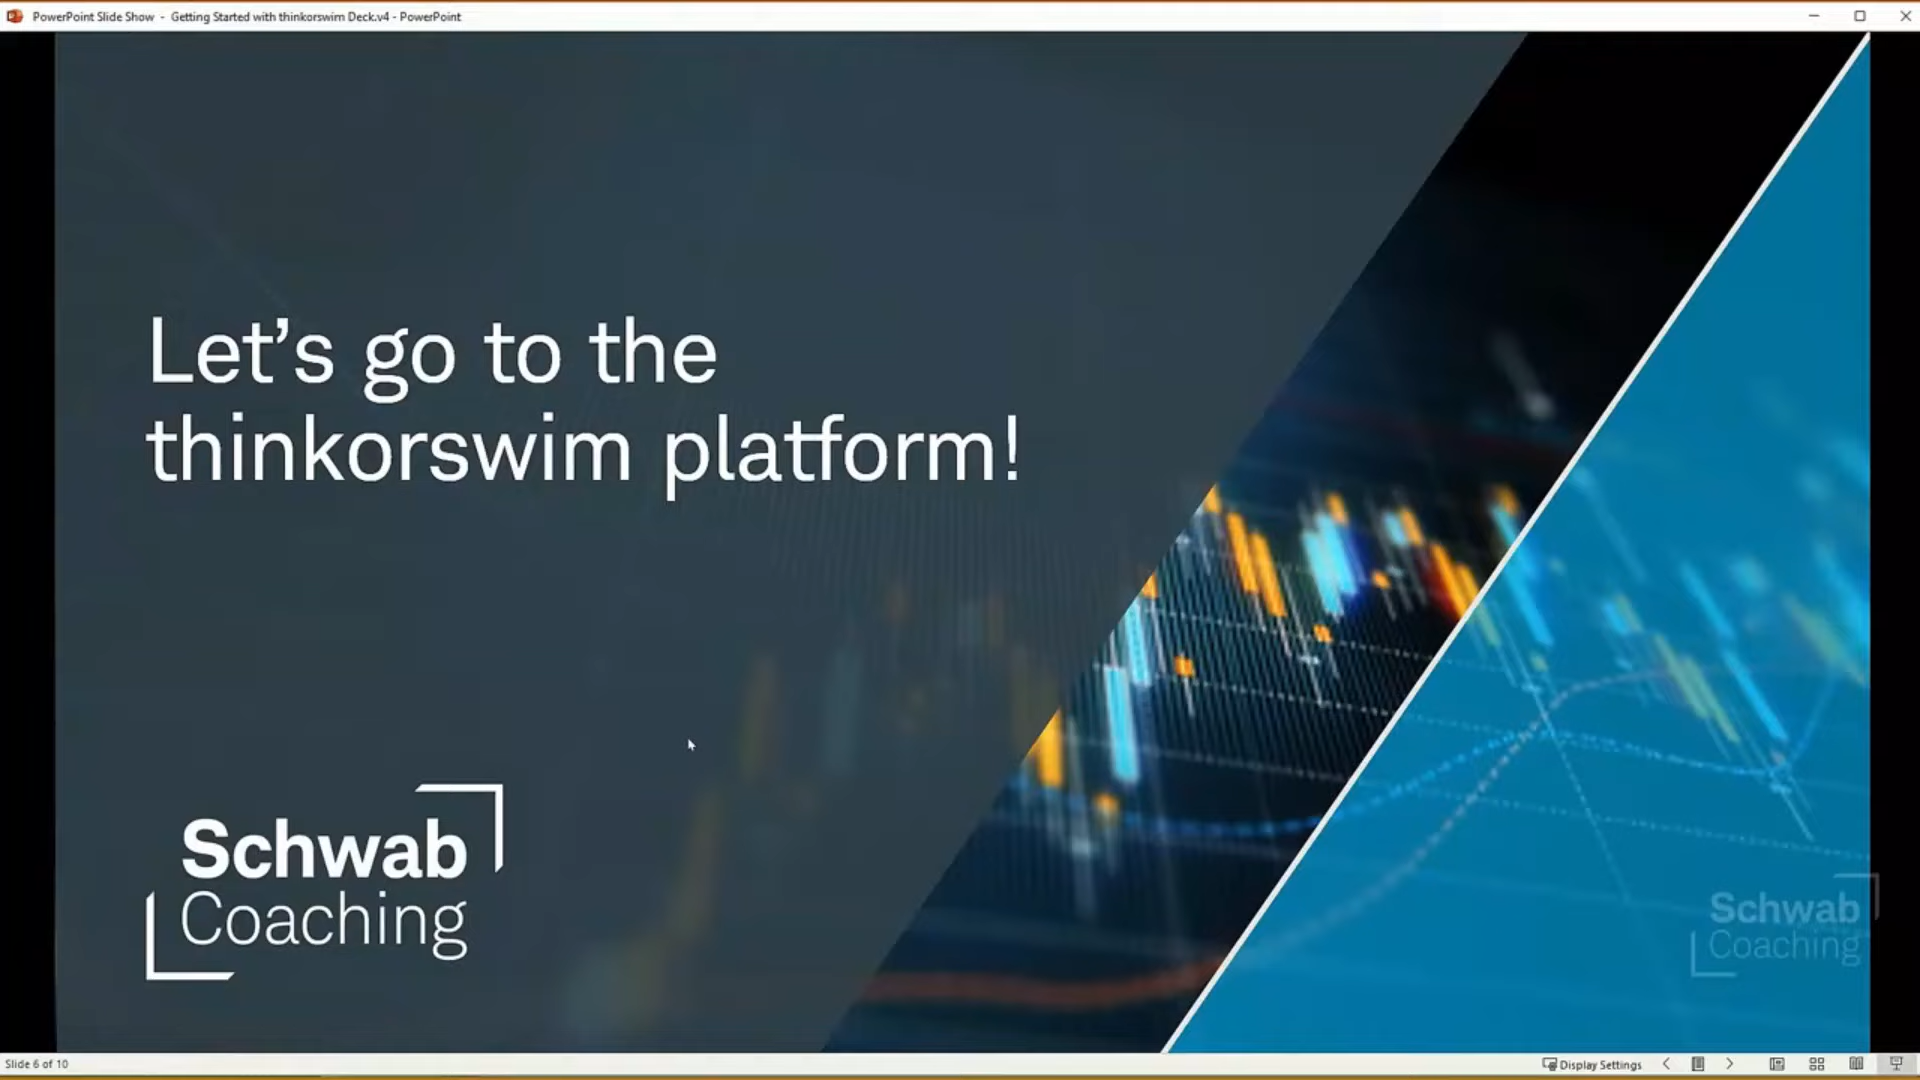 PowerPoint Slide Show - Getting Started with thinkorswim Deck.v4 - PowerPoint
Let's go to the
thinkorswim platform!
Schwab
Coaching
Schwab
Coaching
Slide 6 of 10
Display Settings